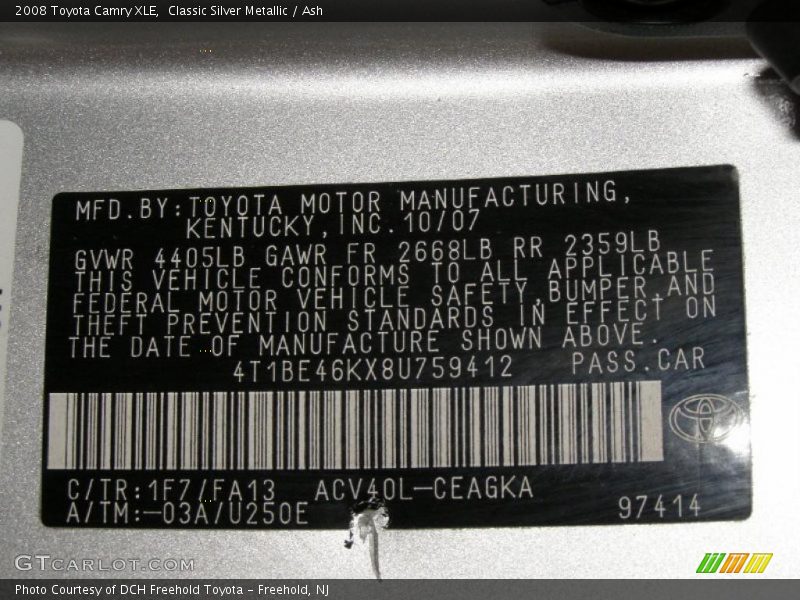 2008 Toyota Camry XLE,  Classic Silver Metallic / Ash
MFD.BY:TOYOTA MOTOR MANUFACTURING,
KENTUCKY,INC.10/07
GVWR 4405LB GAWR FR 2668LB RR 2359LB
THIS VEHICLE CONFORMS TO ALL APPLICABLE
FEDERAL MOTOR VEHICLE SAFETY,BUMPER,AND
THEFT PREVENTION STANDARDS IN EFFECT ON
THE DATE OF MANUFACTURE SHOWN ABOVE.
4T1BE46KX8U759412 PASS.CAR
C/TR:1F7/FA13 ACV40L-CEAGKA
A/TM:-03A/U250E 97414
GTCARLOT.COM
Photo Courtesy of DCH Freehold Toyota - Freehold, NJ